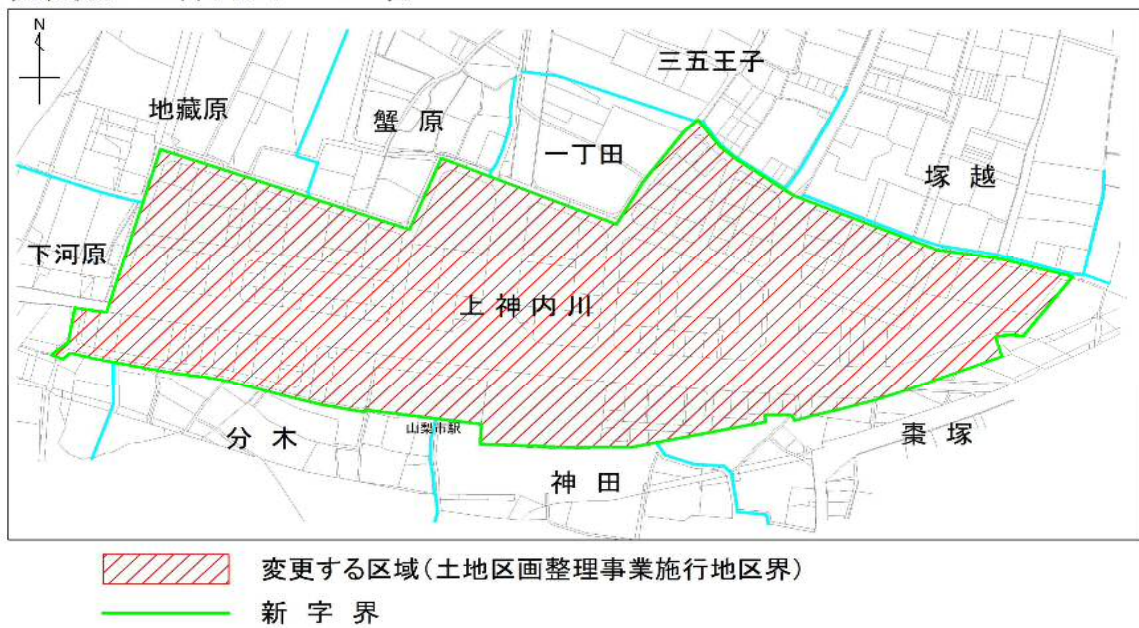 N
三五王子
地蔵原
蟹原
一丁田
塚越
下河原
上神内川
分木
山梨市駅
神田
棗塚
変更する区域(土地区画整理事業施行地区界)
新字界